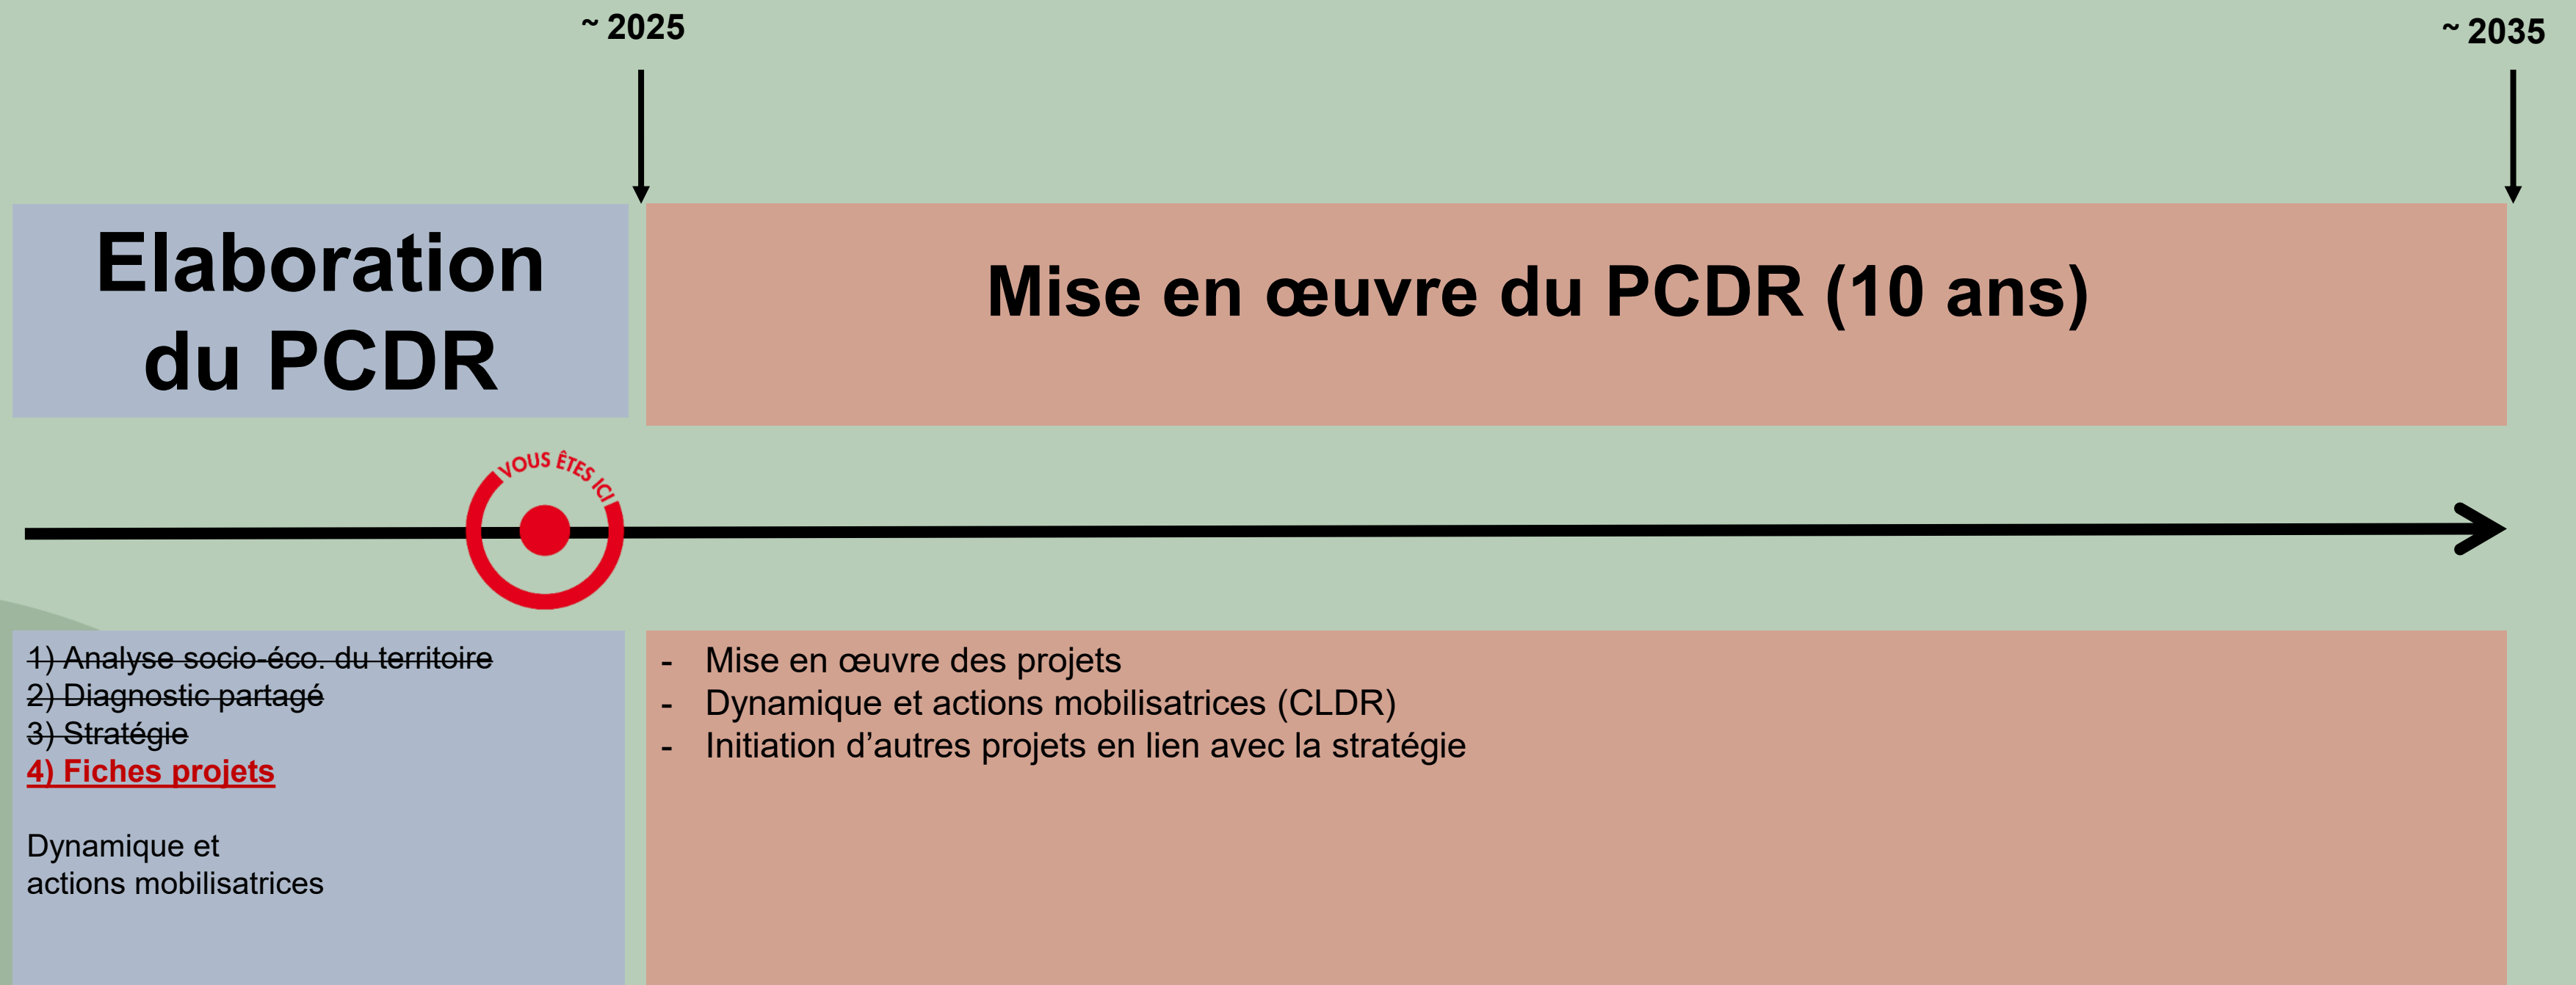 ~ 2025
~ 2035
Elaboration
du PCDR
Mise en œuvre du PCDR (10 ans)
VOUS ÊTES ICI
1) Analyse socio-éco. du territoire
2) Diagnostic partagé
3) Stratégie
4) Fiches projets
Dynamique et
actions mobilisatrices
- Mise en œuvre des projets
- Dynamique et actions mobilisatrices (CLDR)
- Initiation d’autres projets en lien avec la stratégie